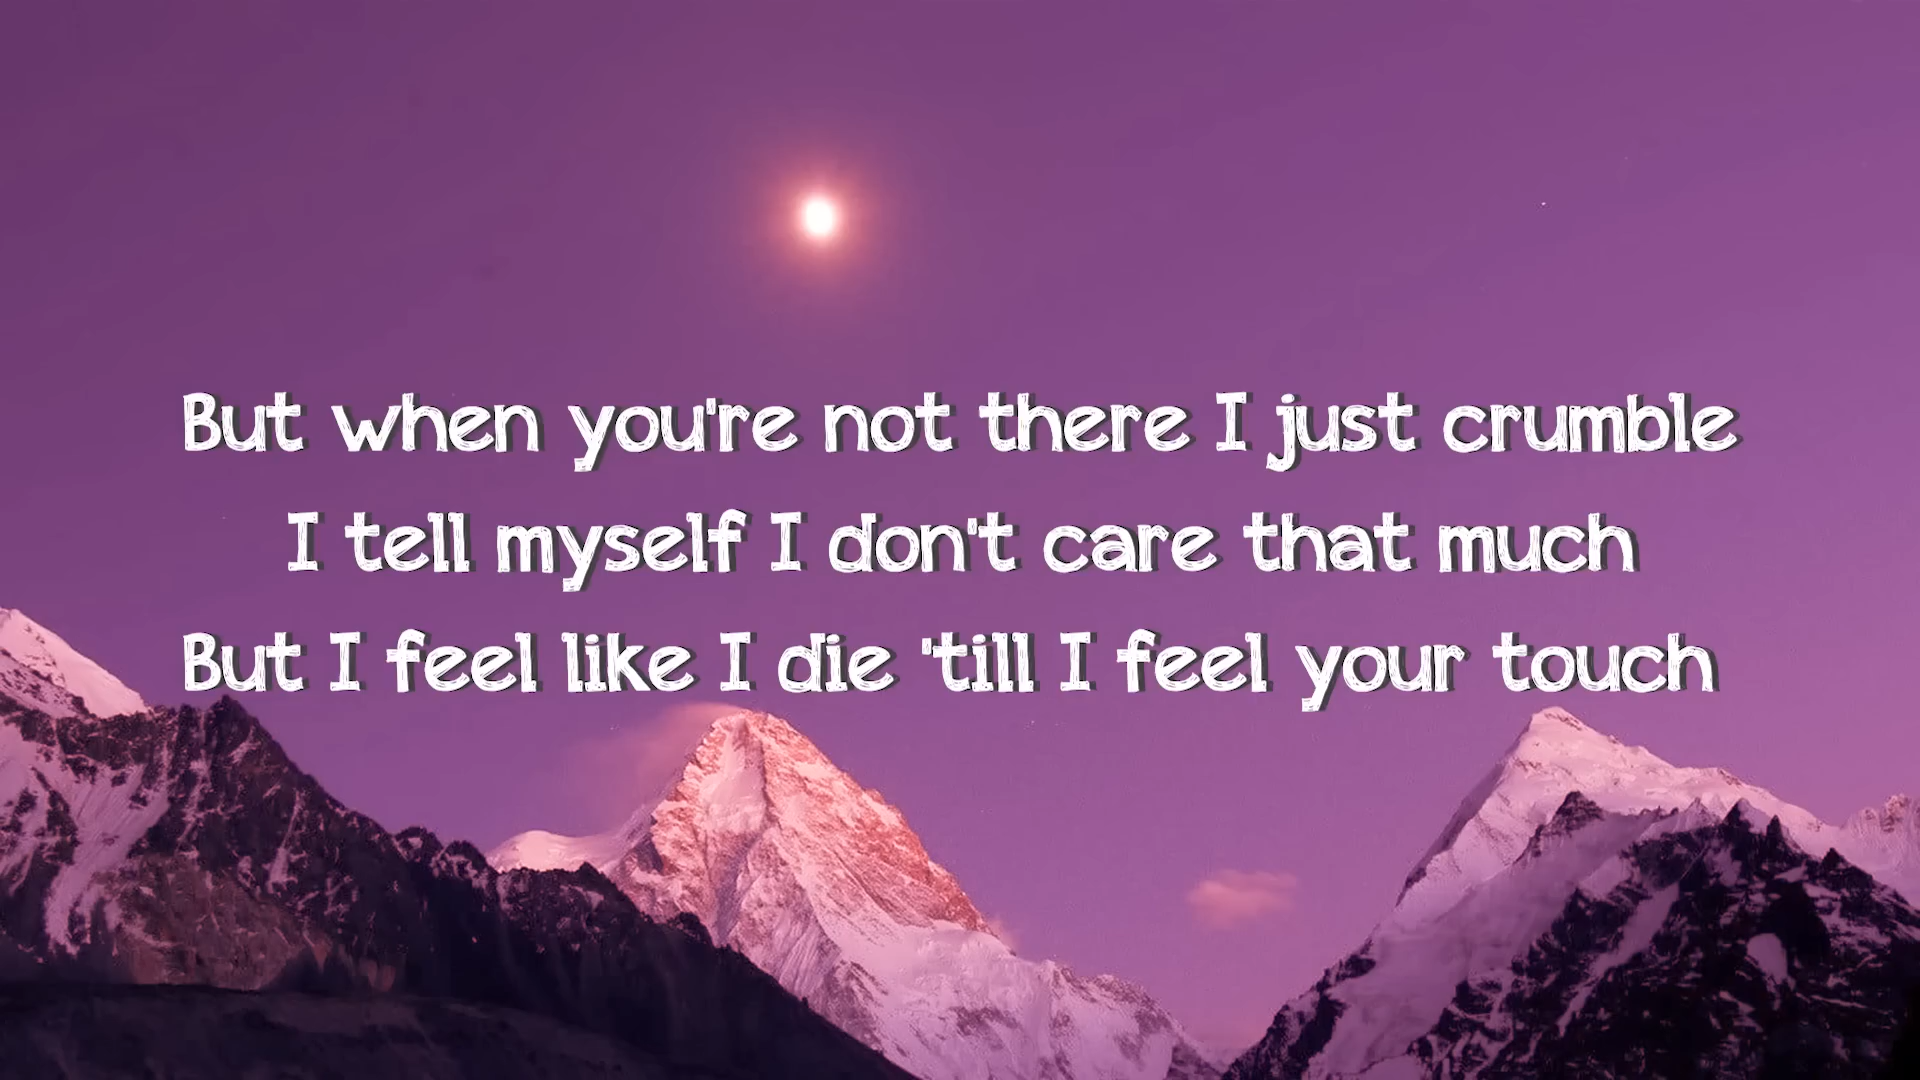 But when you're not there I just crumble
I tell myself I don't care that much
But I feel like I die 'till I feel your touch